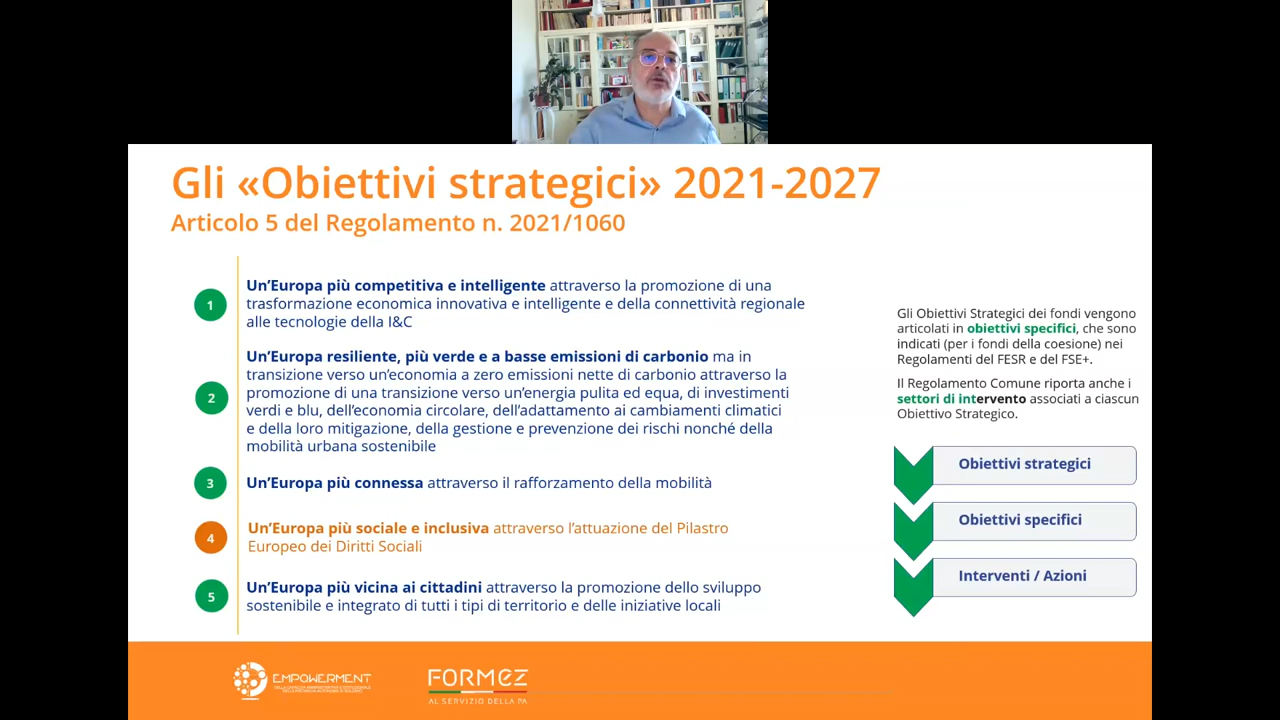 Gli «Obiettivi strategici» 2021-2027
Articolo 5 del Regolamento n. 2021/1060
1
Un'Europa più competitiva e intelligente attraverso la promozione di una
trasformazione economica innovativa e intelligente e della connettività regionale
alle tecnologie della I&C
2
Un'Europa resiliente, più verde e a basse emissioni di carbonio ma in
transizione verso un'economia a zero emissioni nette di carbonio attraverso la
promozione di una transizione verso un'energia pulita ed equa, di investimenti
verdi e blu, dell'economia circolare, dell'adattamento ai cambiamenti climatici
e della loro mitigazione, della gestione e prevenzione dei rischi nonché della
mobilità urbana sostenibile
3
Un'Europa più connessa attraverso il rafforzamento della mobilità
4
Un'Europa più sociale e inclusiva attraverso l'attuazione del Pilastro
Europeo dei Diritti Sociali
5
Un'Europa più vicina ai cittadini attraverso la promozione dello sviluppo
sostenibile e integrato di tutti i tipi di territorio e delle iniziative locali
Gli Obiettivi Strategici dei fondi vengono
articolati in obiettivi specifici, che sono
indicati (per i fondi della coesione) nei
Regolamenti del FESR e del FSE+.
Il Regolamento Comune riporta anche i
settori di intervento associati a ciascun
Obiettivo Strategico.
Obiettivi strategici
Obiettivi specifici
Interventi / Azioni
EMPOWERMENT
FORMEZ
AL SERVIZIO DELLA PA